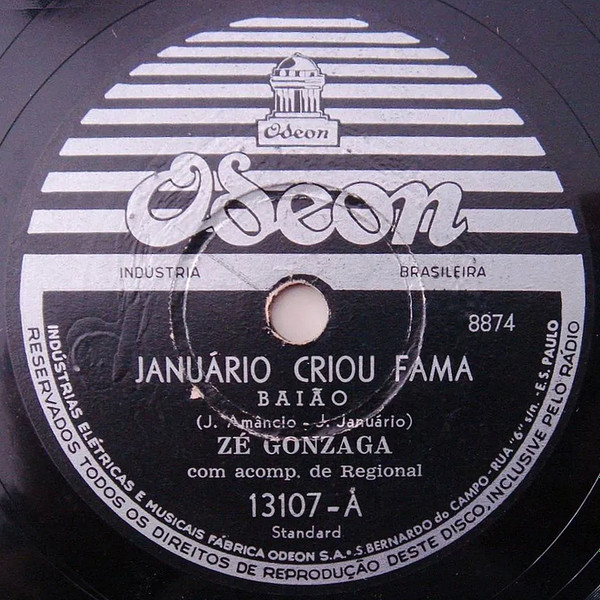 Odeon
Odeon
INDÚSTRIA BRASILEIRA
8874
JANUÁRIO CRIOU FAMA
BAIÃO
(J. Amâncio - J. Januário)
ZÉ GONZAGA
com acomp. de Regional
13107-A
Standard
INDÚSTRIAS ELÉTRICAS E MUSICAIS FÁBRICA ODEON S.A. • S. BERNARDO do CAMPO - RUA "6" s/n. - E.S. PAULO
RESERVADOS TODOS OS DIREITOS DE REPRODUÇÃO DESTE DISCO, INCLUSIVE PELO RÁDIO